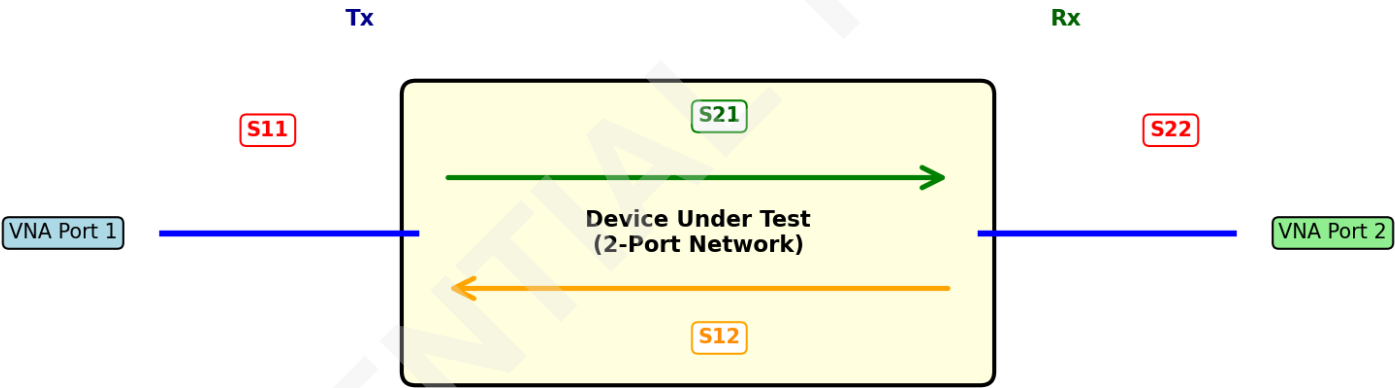 Tx
Rx
S11
S21
S22
VNA Port 1
Device Under Test
(2-Port Network)
VNA Port 2
S12